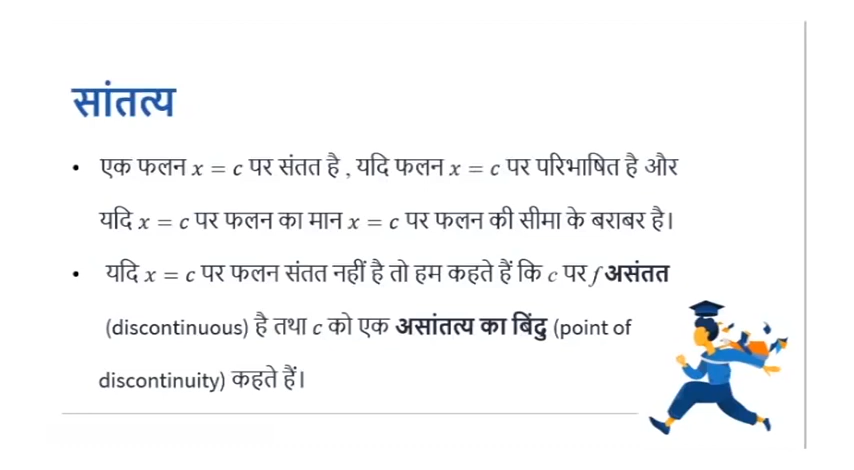 सांतत्य
• एक फलन x = c पर संतत है , यदि फलन x = c पर परिभाषित है और
यदि x = c पर फलन का मान x = c पर फलन की सीमा के बराबर है।
• यदि x = c पर फलन संतत नहीं है तो हम कहते हैं कि c पर f असंतत
(discontinuous) है तथा c को एक असांतत्य का बिंदु (point of
discontinuity) कहते हैं।